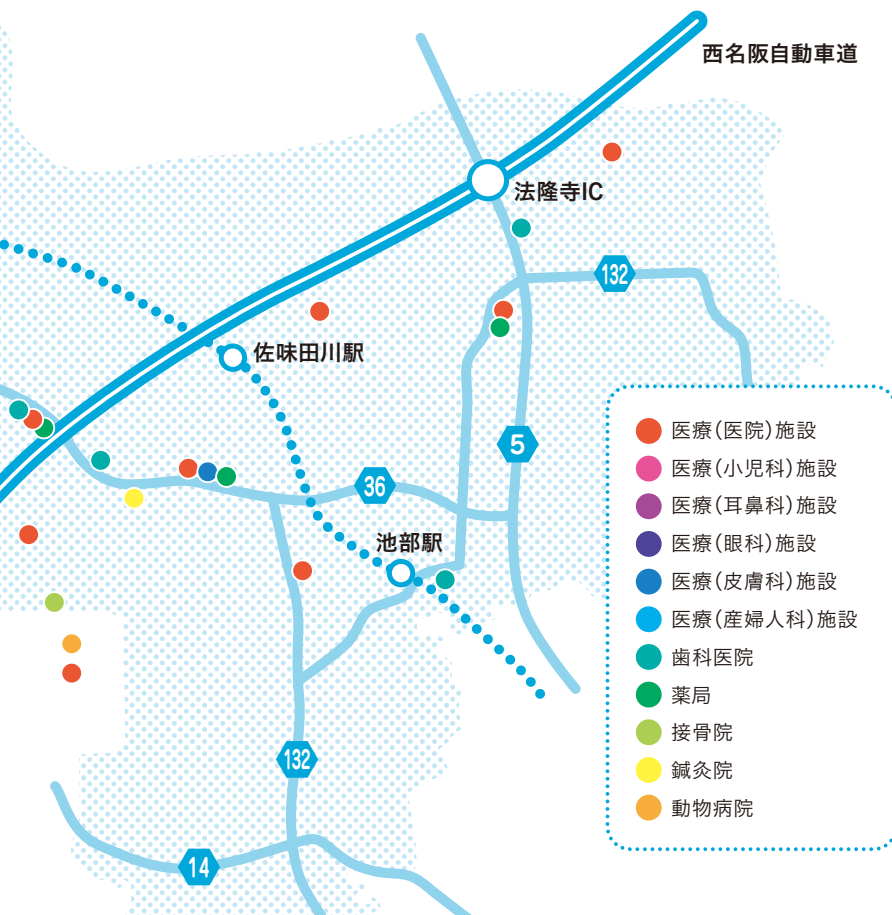 西名阪自動車道
法隆寺IC
132
佐味田川駅
5
36
池部駅
132
14
医療(医院)施設
医療(小児科)施設
医療(耳鼻科)施設
医療(眼科)施設
医療(皮膚科)施設
医療(産婦人科)施設
歯科医院
薬局
接骨院
鍼灸院
動物病院